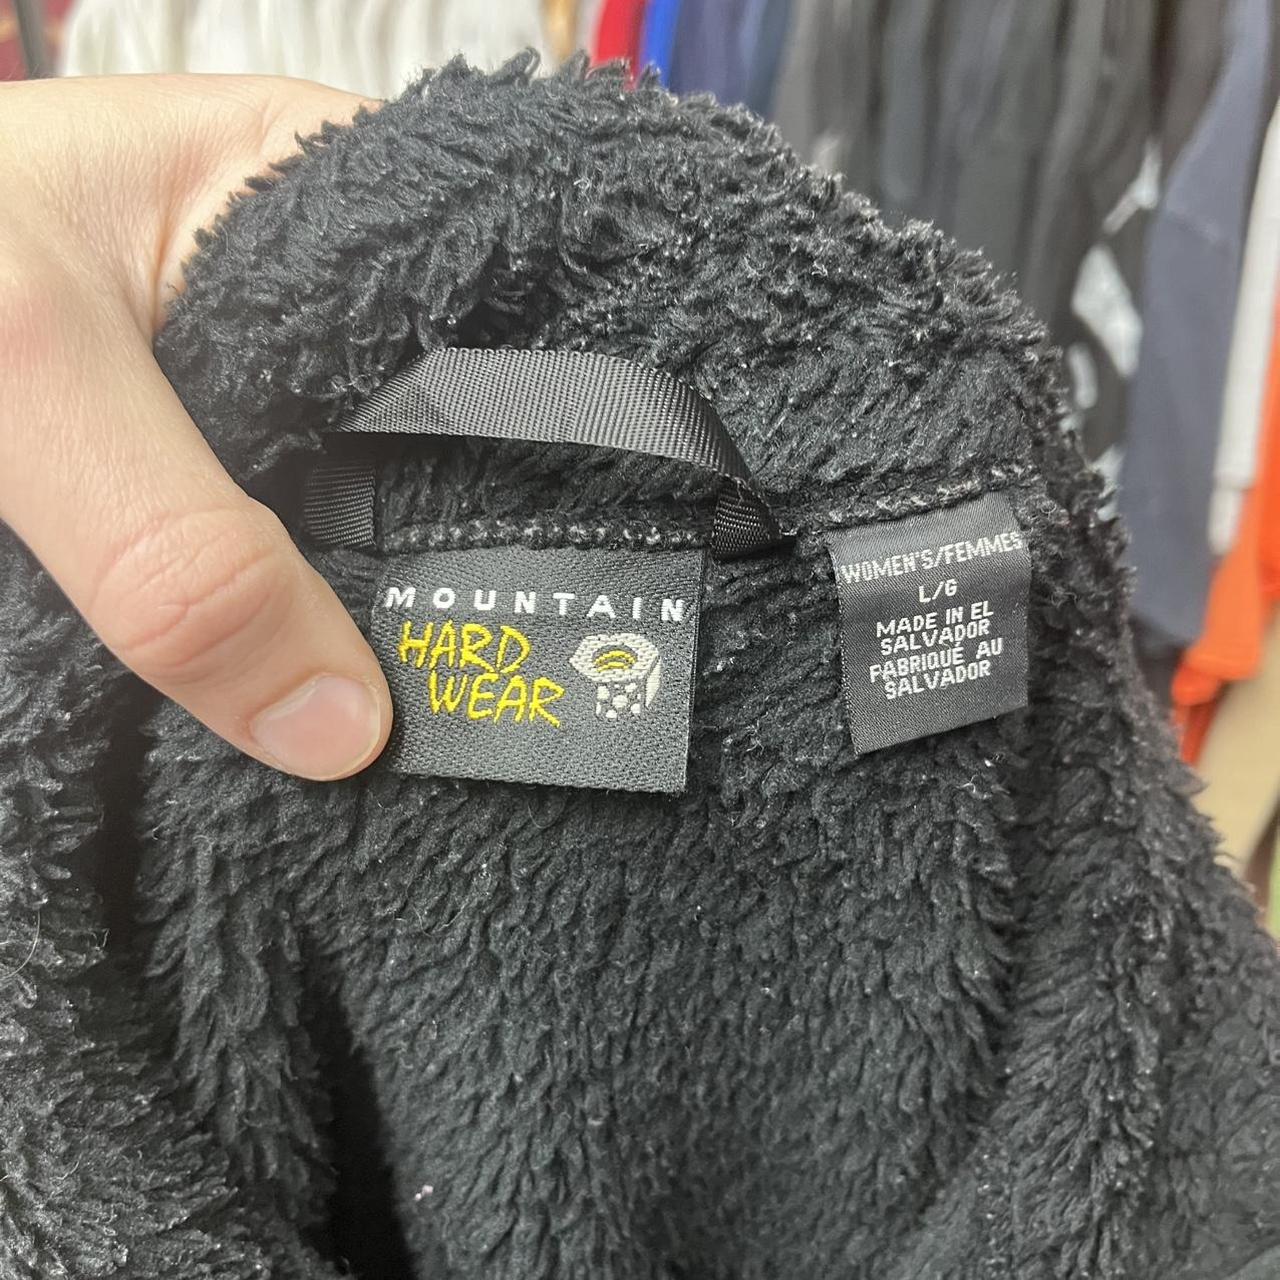 MOUNTAIN
HARD
WEAR
WOMEN'S/FEMMES
L/G
MADE IN EL
SALVADOR
FABRIQUÉ AU
SALVADOR